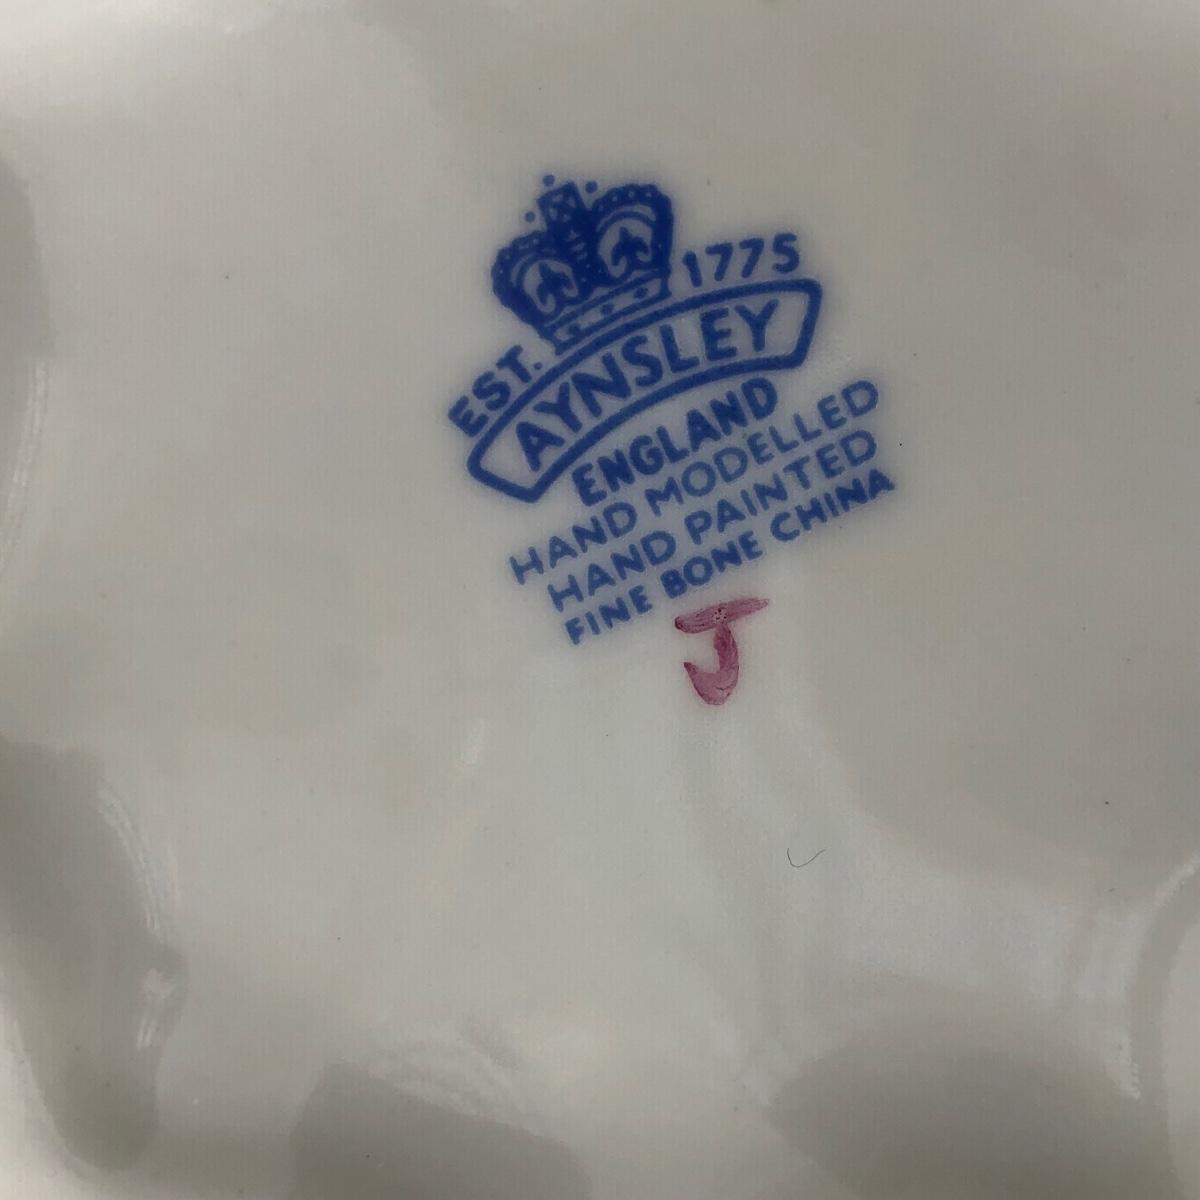 EST. 1775
AYNSLEY
ENGLAND
HAND MODELLED
HAND PAINTED
FINE BONE CHINA
J